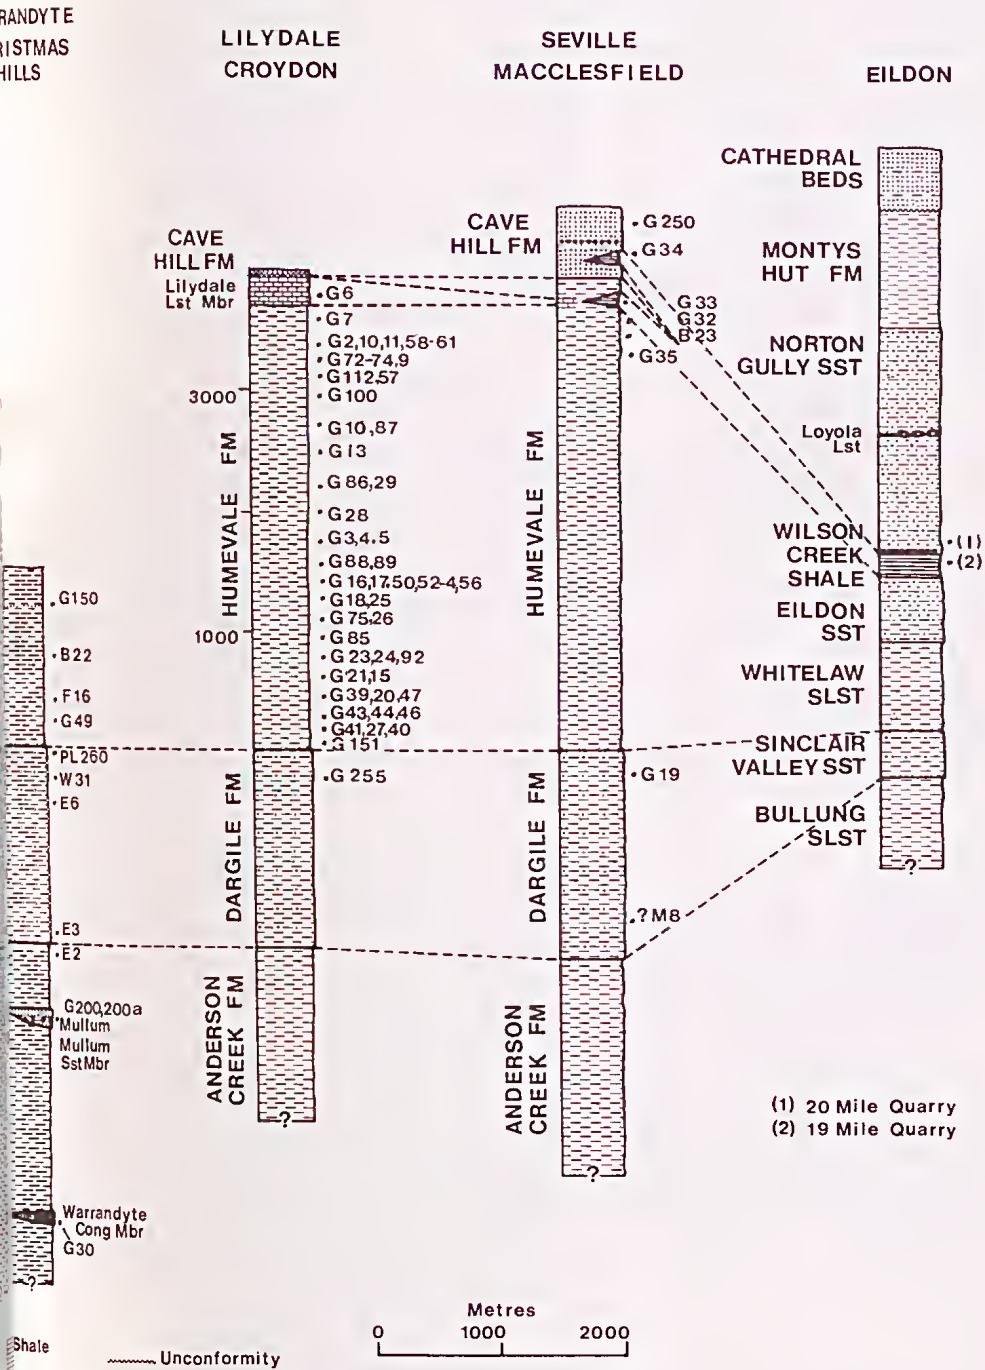 RANDYTE
RISTMAS
HILLS
LILYDALE
CROYDON
SEVILLE
MACCLESFIELD
EILDON
G150
B22
F16
G49
PL260
W31
E6
E3
E2
G200,200a
Mullum
Mullum
Sst Mbr
Warrandyte
Cong Mbr
G30
?
Shale
CAVE
HILL FM
Lilydale
Lst Mbr
3000
1000
HUMEVALE FM
DARGILE FM
ANDERSON
CREEK FM
G6
G7
G2,10,11,58-61
G72-74,9
G112,57
G100
G10,87
G13
G86,29
G28
G3,4.5
G88,89
G16,17,50,52-4,56
G18,25
G75,26
G85
G23,24,92
G21,15
G39,20,47
G43,44,46
G41,27,40
G151
G255
?
CAVE
HILL FM
HUMEVALE FM
DARGILE FM
ANDERSON
CREEK FM
G250
G34
G33
G32
B23
G35
G19
?M8
?
CATHEDRAL
BEDS
MONTYS
HUT FM
NORTON
GULLY SST
Loyola
Lst
WILSON
CREEK
SHALE
EILDON
SST
WHITELAW
SLST
SINCLAIR
VALLEY SST
BULLUNG
SLST
(1)
(2)
?
(1) 20 Mile Quarry
(2) 19 Mile Quarry
Metres
0 1000 2000
Unconformity